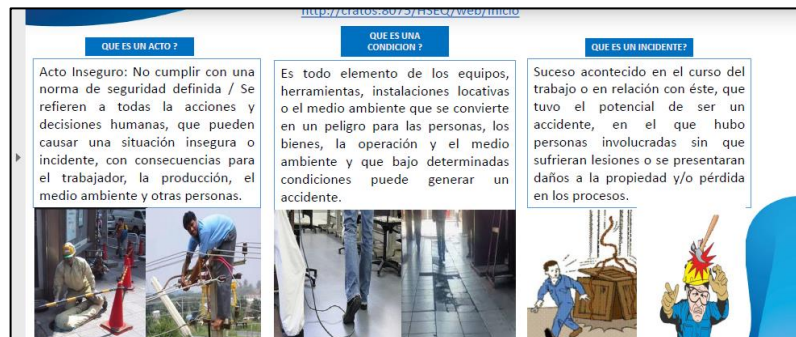 http://cratos:8075/HSEQ/web/inicio
QUE ES UN ACTO ?
Acto Inseguro: No cumplir con una
norma de seguridad definida / Se
refieren a todas la acciones y
decisiones humanas, que pueden
causar una situación insegura o
incidente, con consecuencias para
el trabajador, la producción, el
medio ambiente y otras personas.
QUE ES UNA
CONDICION ?
Es todo elemento de los equipos,
herramientas, instalaciones locativas
o el medio ambiente que se convierte
en un peligro para las personas, los
bienes, la operación y el medio
ambiente y que bajo determinadas
condiciones puede generar un
accidente.
QUE ES UN INCIDENTE?
Suceso acontecido en el curso del
trabajo o en relación con éste, que
tuvo el potencial de ser un
accidente, en el que hubo
personas involucradas sin que
sufrieran lesiones o se presentaran
daños a la propiedad y/o pérdida
en los procesos.